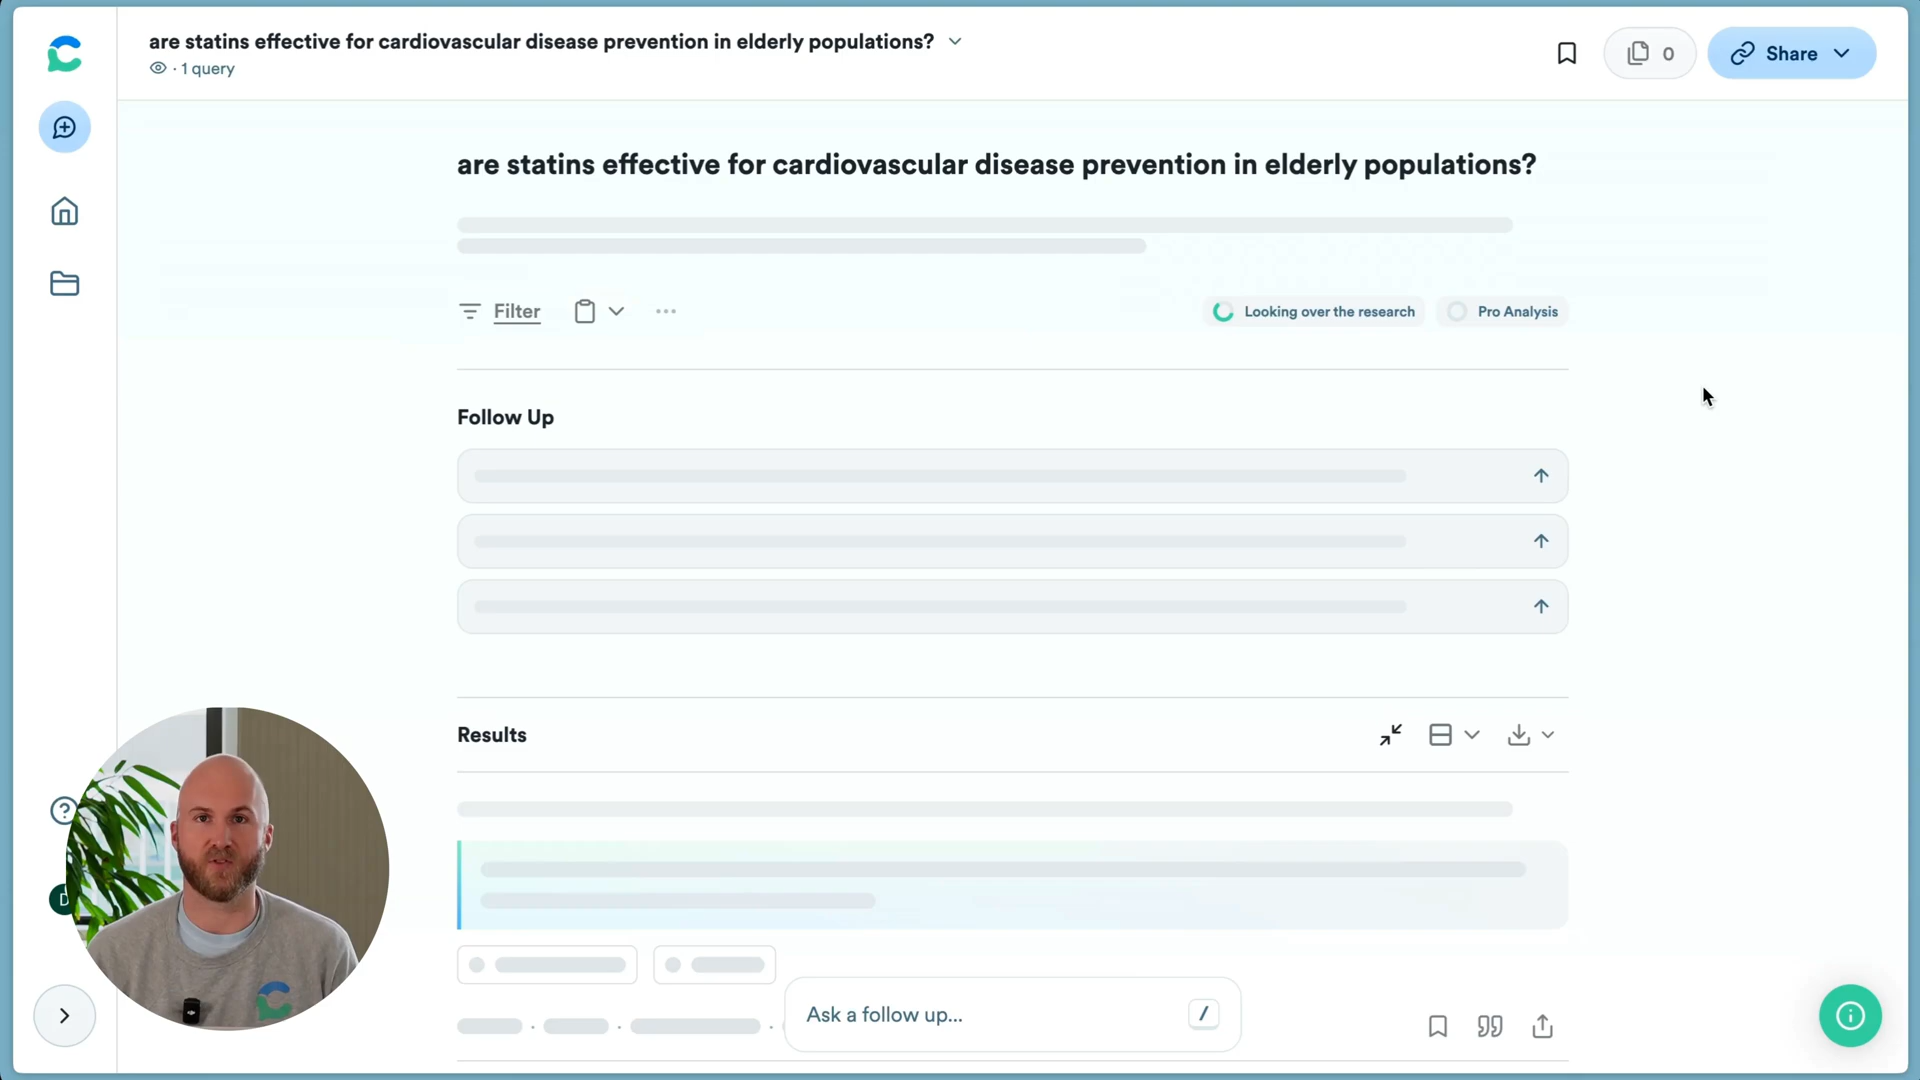 are statins effective for cardiovascular disease prevention in elderly populations?
· 1 query
0
Share
are statins effective for cardiovascular disease prevention in elderly populations?
Filter
Looking over the research
Pro Analysis
Follow Up
Results
D
Ask a follow up...
/